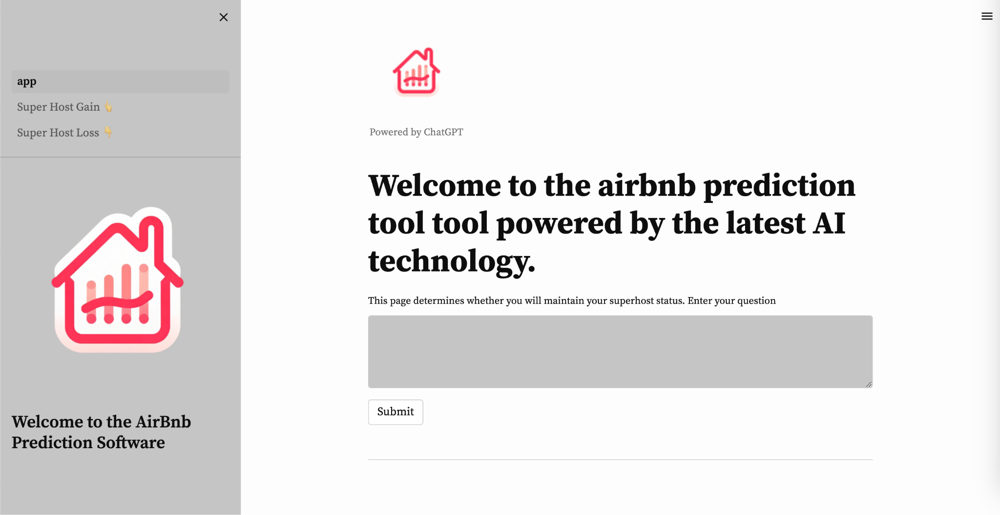 app
Super Host Gain 👆
Super Host Loss 👇
Welcome to the AirBnb
Prediction Software
Powered by ChatGPT
Welcome to the airbnb prediction
tool tool powered by the latest AI
technology.
This page determines whether you will maintain your superhost status. Enter your question
Submit